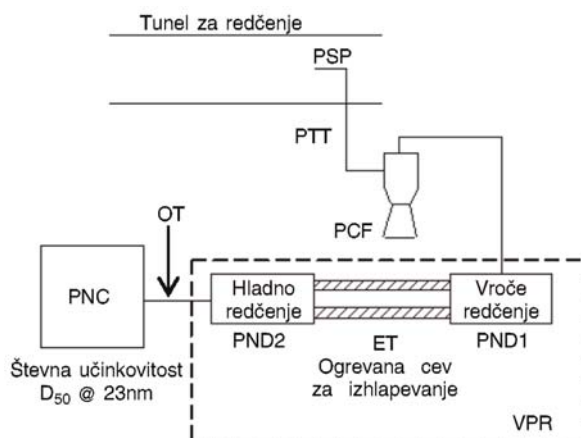 Tunel za redčenje
PSP
PTT
PCF
OT
PNC
Hladno
redčenje
Vroče
redčenje
PND2
ET
PND1
Ogrevana cev
za izhlapevanje
Števna učinkovitost
D₅₀ @ 23nm
VPR